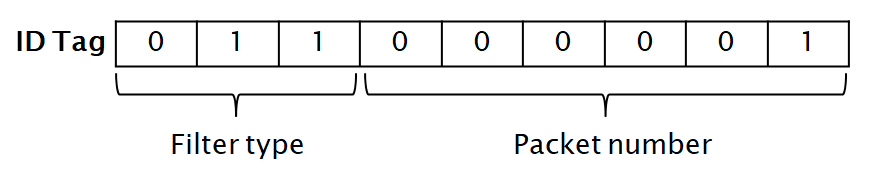 ID Tag 0 1 1 0 0 0 0 0 1
Filter type Packet number